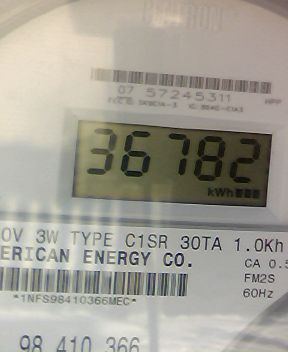 07 57245311
36782
kWh
0V 3W TYPE C1SR 30TA 1.0Kh
ERICAN ENERGY CO.
CA 0.5
FM2S
60Hz
*1NFS98410366MEC*
98 410 366